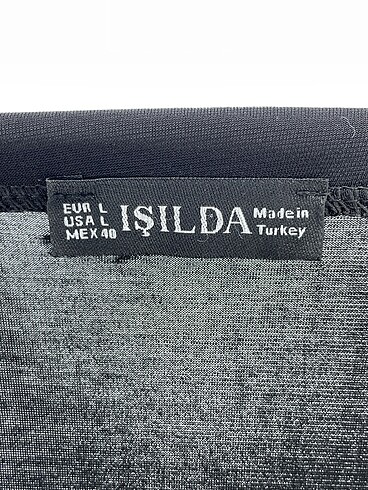 EUR L
USA L
MEX 40
IŞILDA
Made in
Turkey